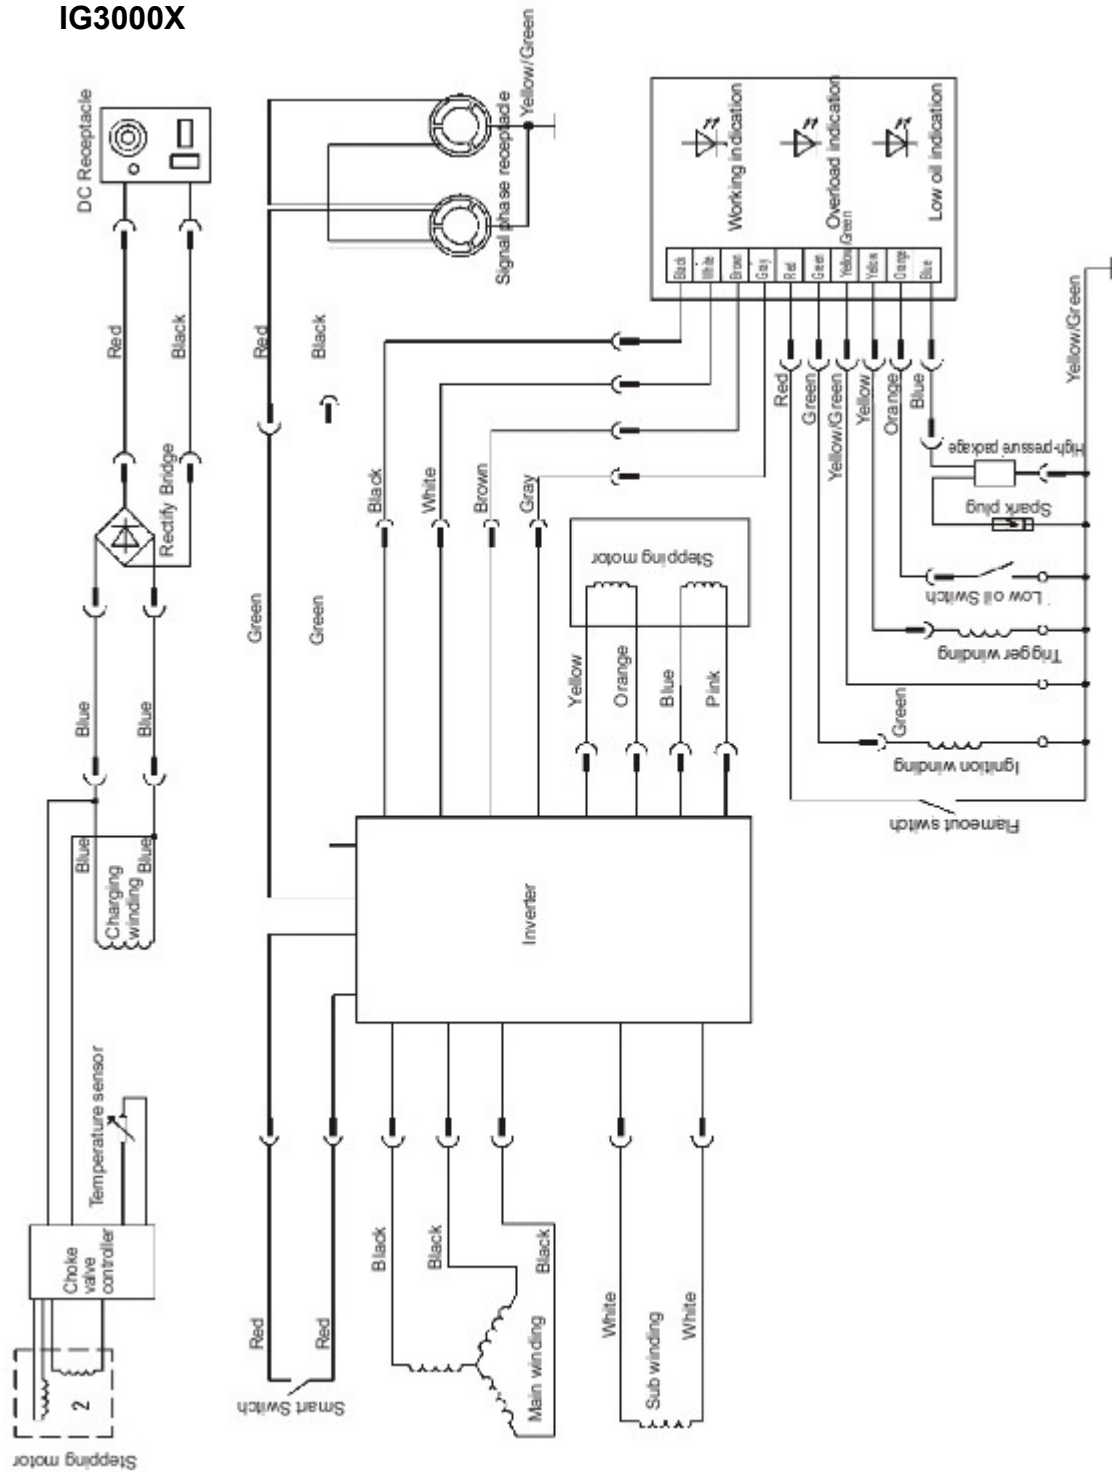 IG3000X
DC Receptacle
Red
Black
Rectify Bridge
Blue
Blue
Blue
Blue
Charging
winding
Temperature sensor
Choke
valve
controller
2
Stepping motor
Yellow/Green
Signal phase receptacle
Red
Black
Green
Green
Red
Red
Smart Switch
Working indication
Overload indication
Low oil indication
Black
White
Brown
Gray
Red
Green
Yellow/Green
Yellow
Orange
Blue
Black
White
Brown
Gray
Stepping motor
Yellow
Orange
Blue
Pink
Inverter
Black
Black
Black
Main winding
White
White
Sub winding
Red
Green
Yellow/Green
Yellow
Orange
Blue
Yellow/Green
High-pressure package
Spark plug
Low oil Switch
Trigger winding
Green
Ignition winding
Flameout switch